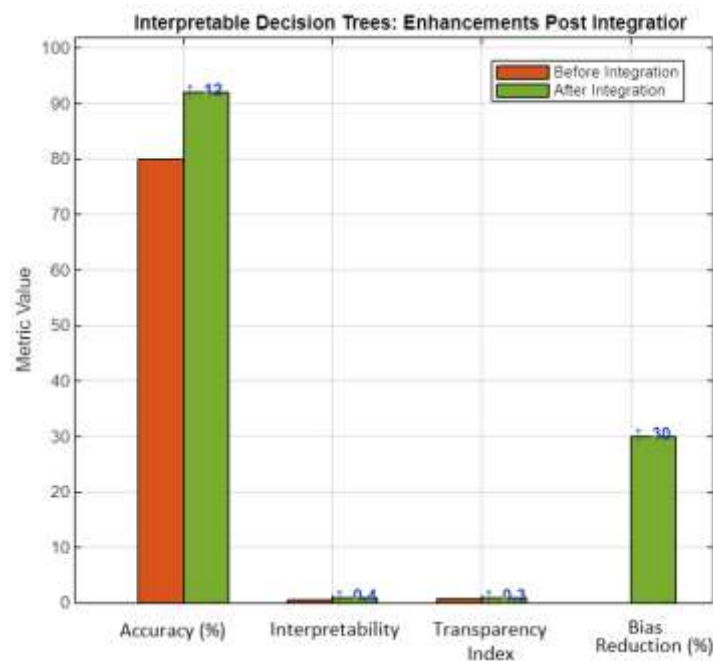 Interpretable Decision Trees: Enhancements Post Integratior
100
90
80
70
60
50
40
30
20
10
0
Metric Value
Before Integration
After Integration
↑ 12
↑ 0.4
↑ 0.3
↑ 30
Accuracy (%)
Interpretability
Transparency
Index
Bias
Reduction (%)